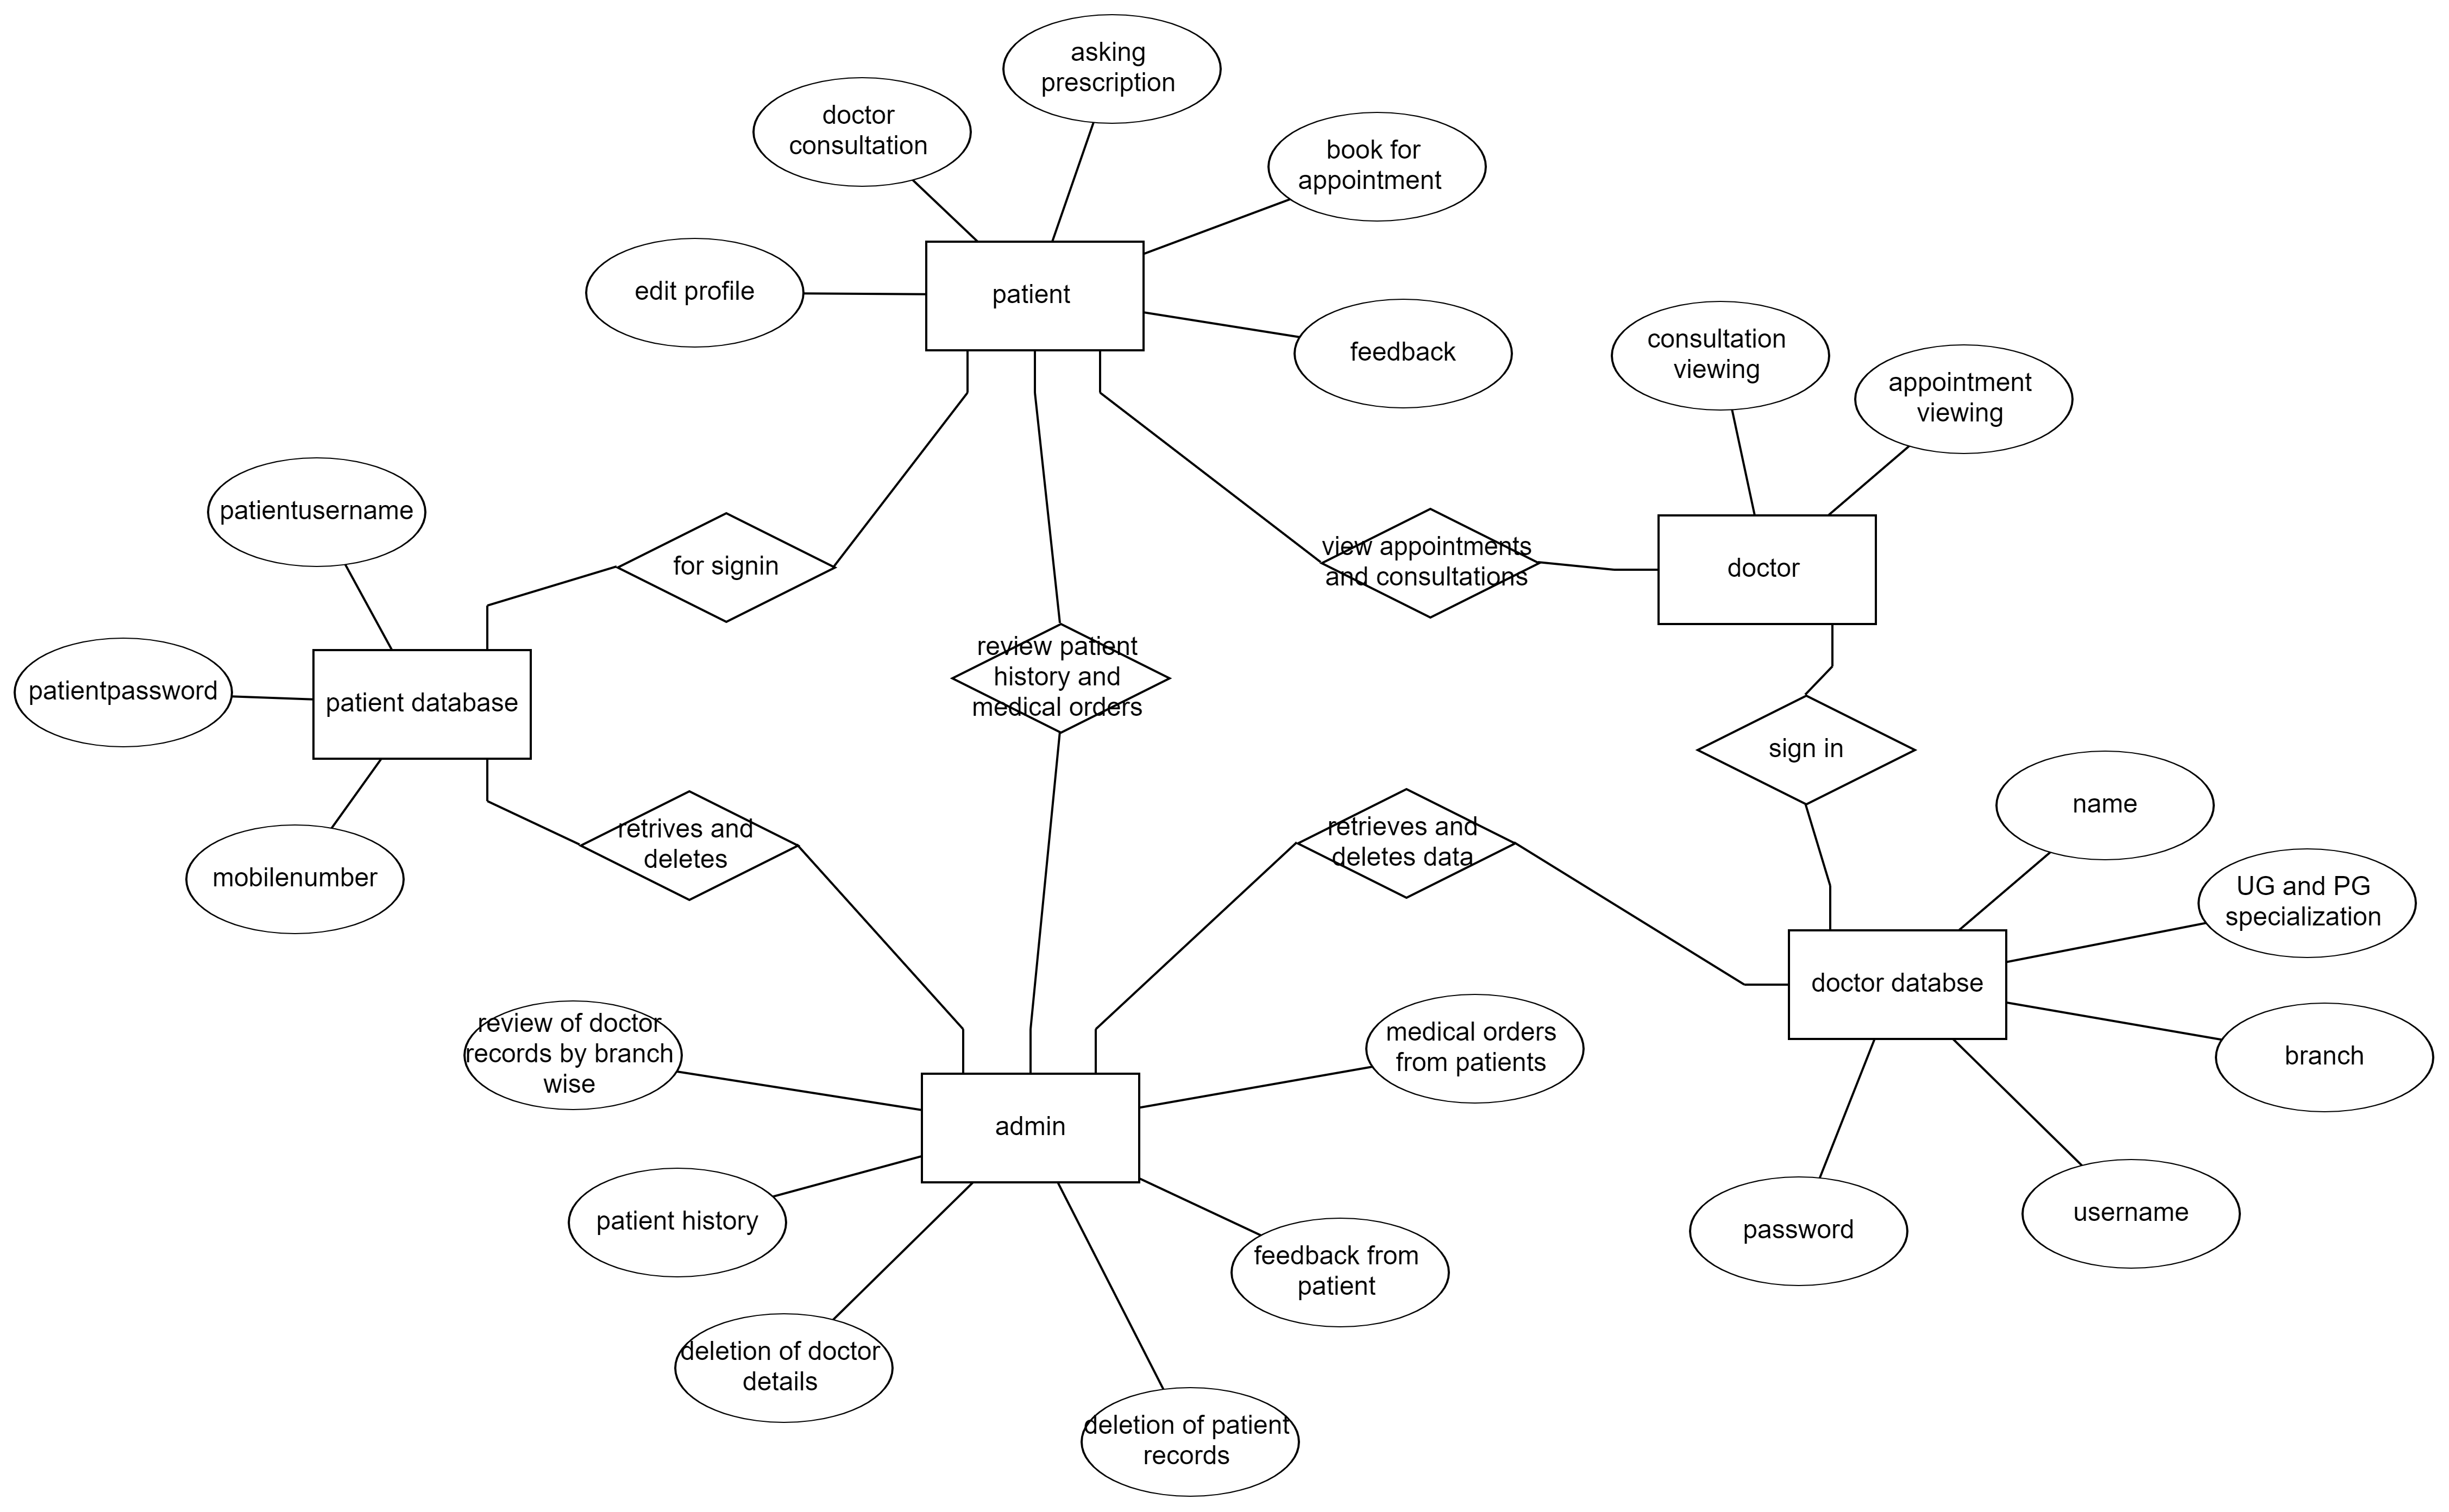 asking
prescription
doctor
consultation
book for
appointment
edit profile
patient
feedback
consultation
viewing
appointment
viewing
patientusername
for signin
view appointments
and consultations
doctor
review patient
history and
medical orders
patientpassword
patient database
sign in
name
retrives and
deletes
retrieves and
deletes data
mobilenumber
UG and PG
specialization
doctor databse
review of doctor
records by branch
wise
medical orders
from patients
branch
admin
patient history
password
username
feedback from
patient
deletion of doctor
details
deletion of patient
records